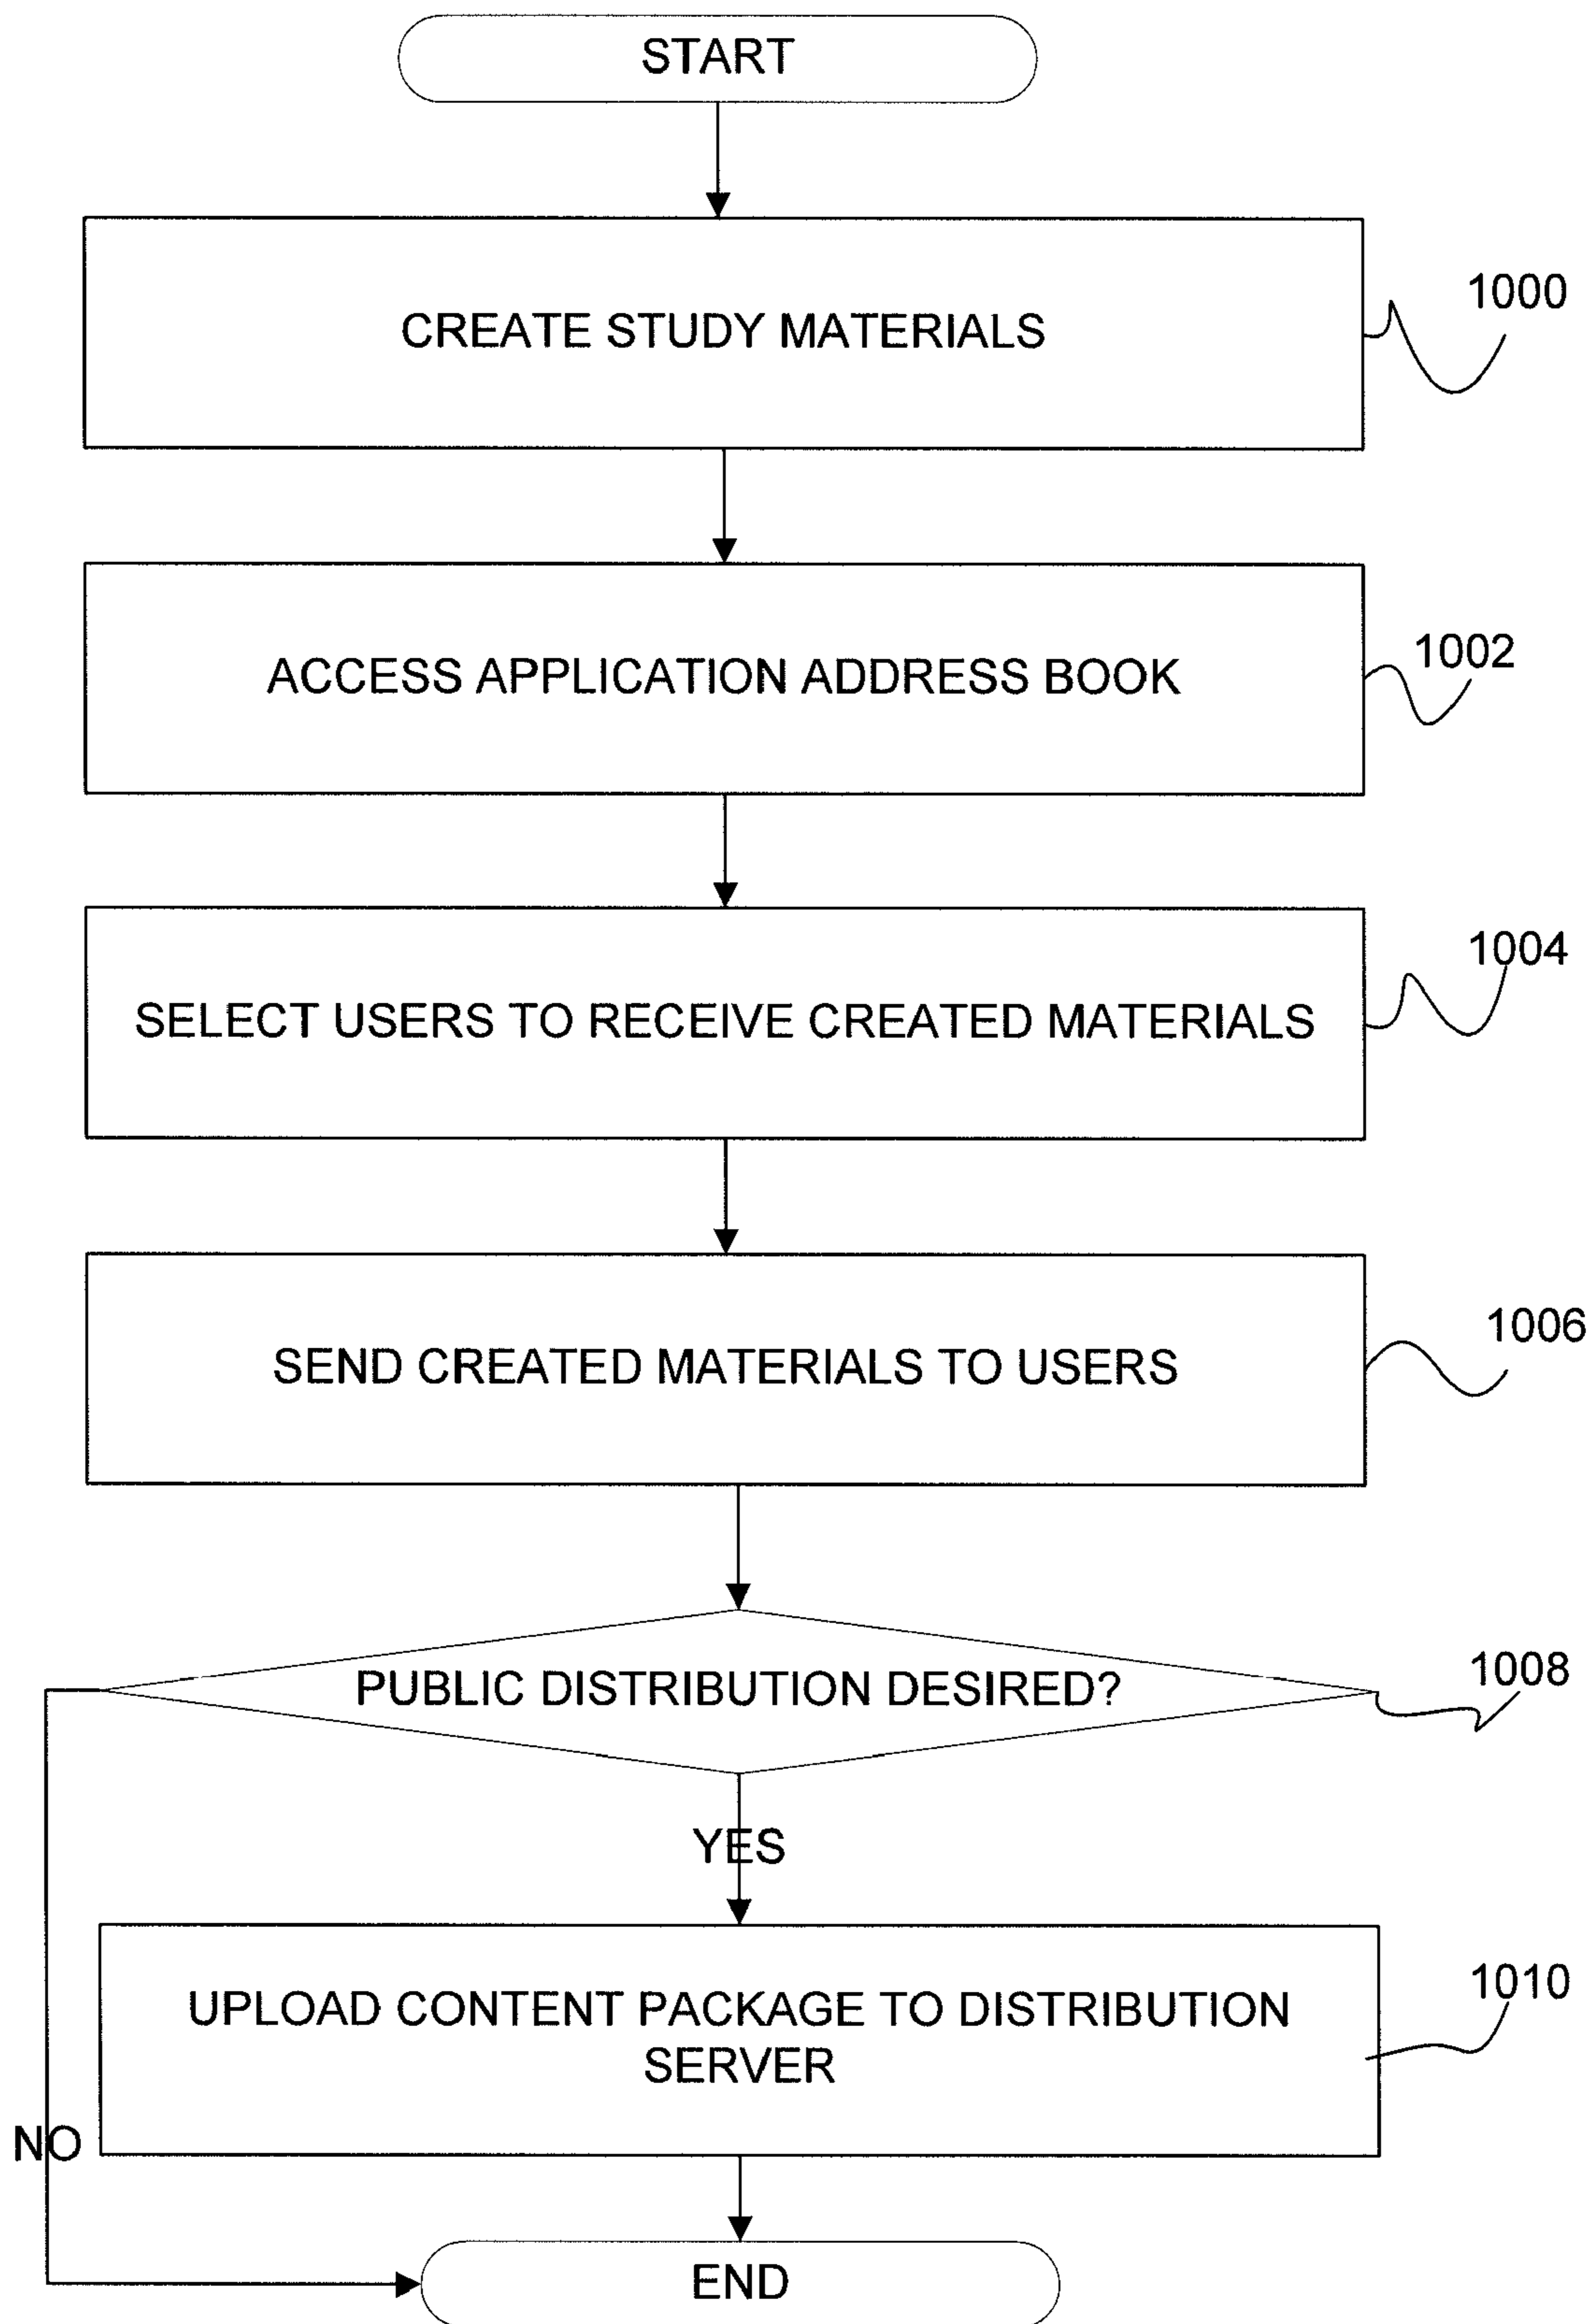 START
CREATE STUDY MATERIALS
1000
ACCESS APPLICATION ADDRESS BOOK
1002
SELECT USERS TO RECEIVE CREATED MATERIALS
1004
SEND CREATED MATERIALS TO USERS
1006
PUBLIC DISTRIBUTION DESIRED?
1008
YES
UPLOAD CONTENT PACKAGE TO DISTRIBUTION
SERVER
1010
NO
END